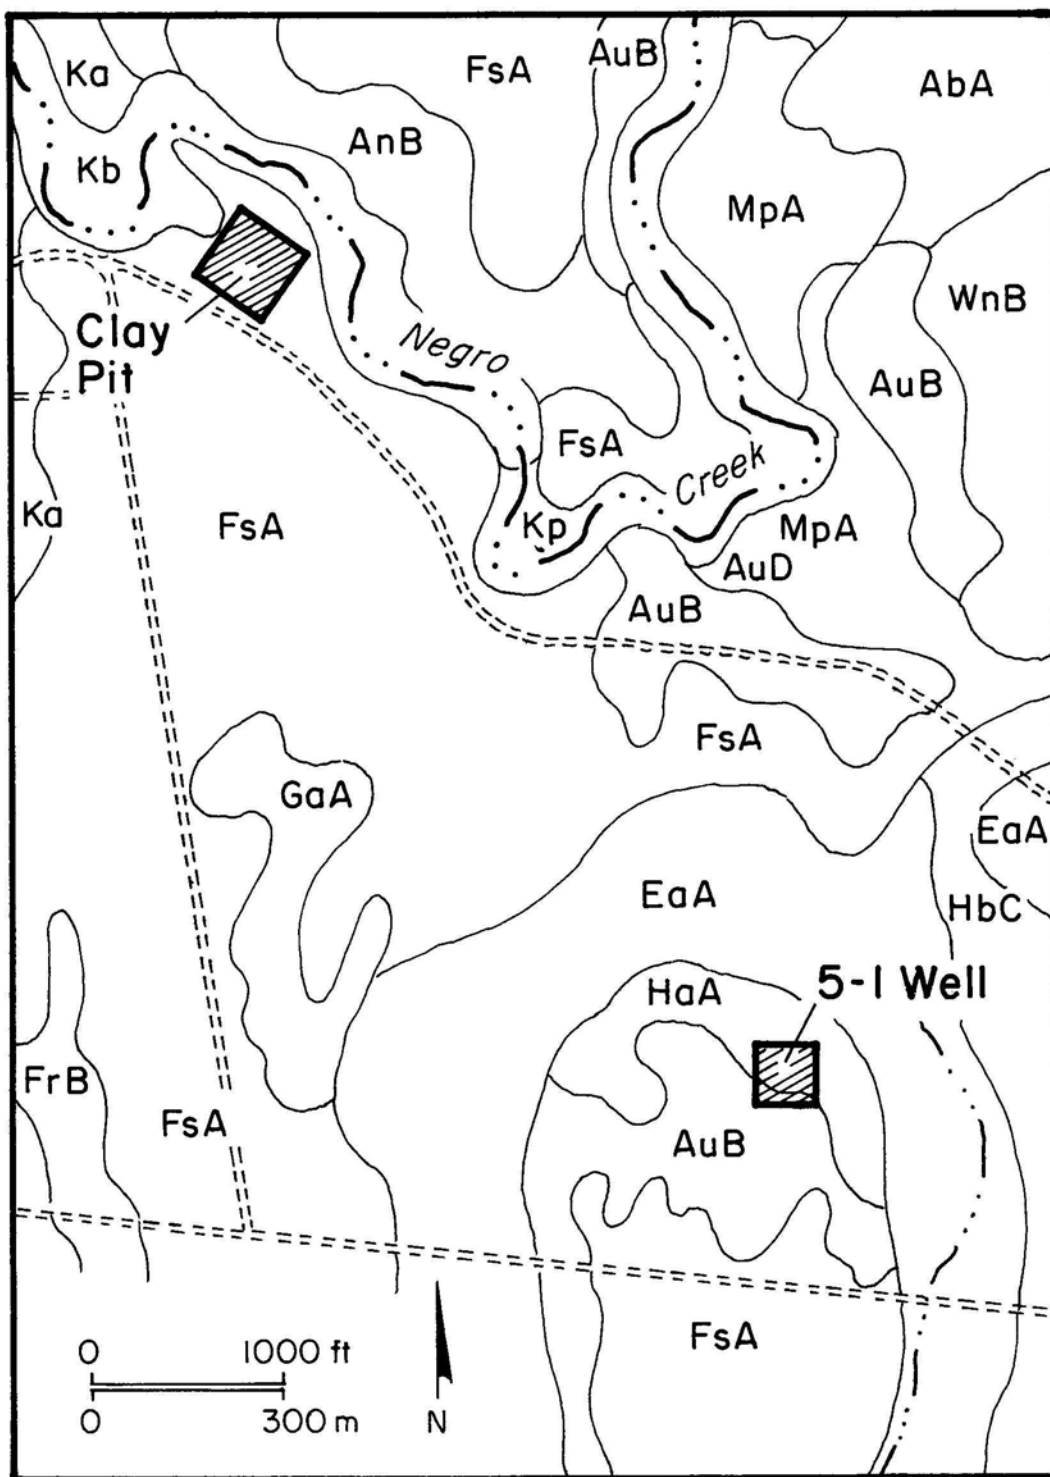 FsA
AuB
Ka
AbA
AnB
Kb
MpA
WnB
Clay
Pit
Negro
AuB
FsA
Creek
Ka
FsA
Kp
MpA
AuD
AuB
FsA
GaA
EaA
EaA
HbC
HaA
5-1 Well
FrB
FsA
AuB
FsA
0 1000 ft
0 300 m
N